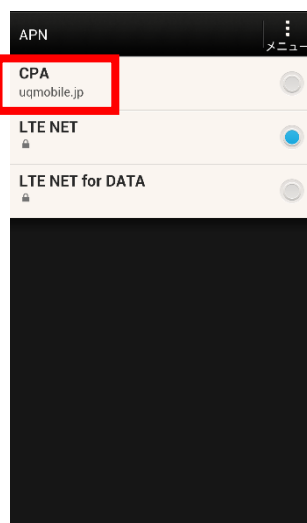 APN
メニュー
CPA
uqmobile.jp
LTE NET
LTE NET for DATA